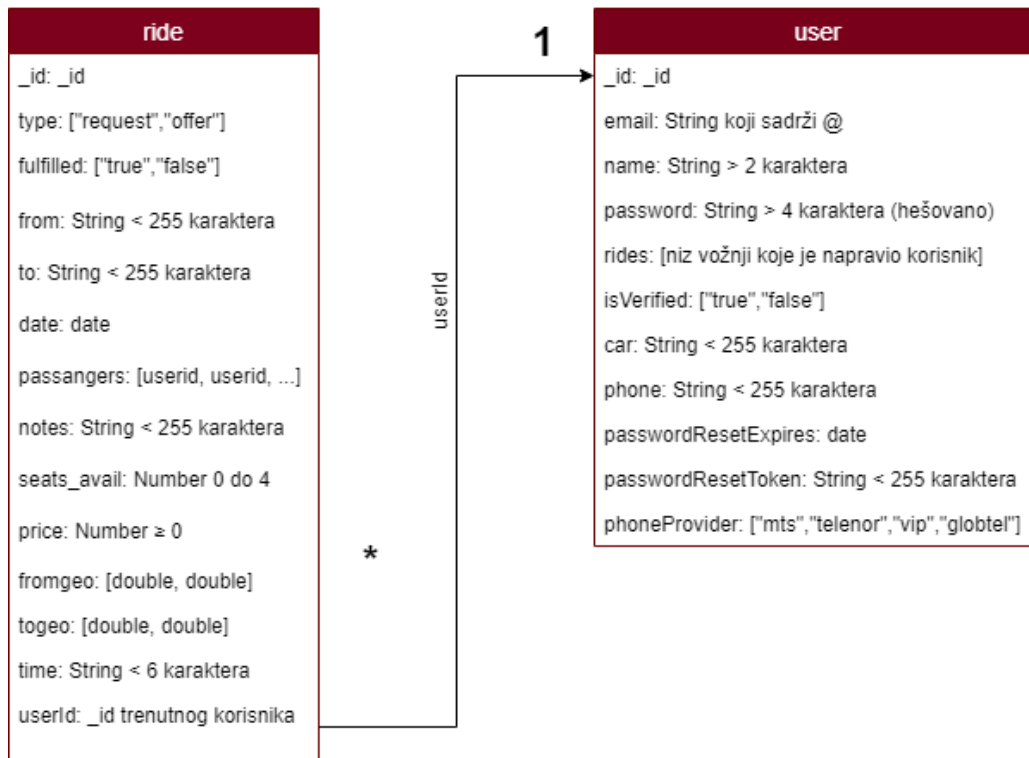 ride
_id: _id
type: ["request","offer"]
fulfilled: ["true","false"]
from: String < 255 karaktera
to: String < 255 karaktera
date: date
passangers: [userid, userid, ...]
notes: String < 255 karaktera
seats_avail: Number 0 do 4
price: Number ≥ 0
fromgeo: [double, double]
togeo: [double, double]
time: String < 6 karaktera
userId: _id trenutnog korisnika
*
userId
1
user
_id: _id
email: String koji sadrži @
name: String > 2 karaktera
password: String > 4 karaktera (hešovano)
rides: [niz vožnji koje je napravio korisnik]
isVerified: ["true","false"]
car: String < 255 karaktera
phone: String < 255 karaktera
passwordResetExpires: date
passwordResetToken: String < 255 karaktera
phoneProvider: ["mts","telenor","vip","globtel"]